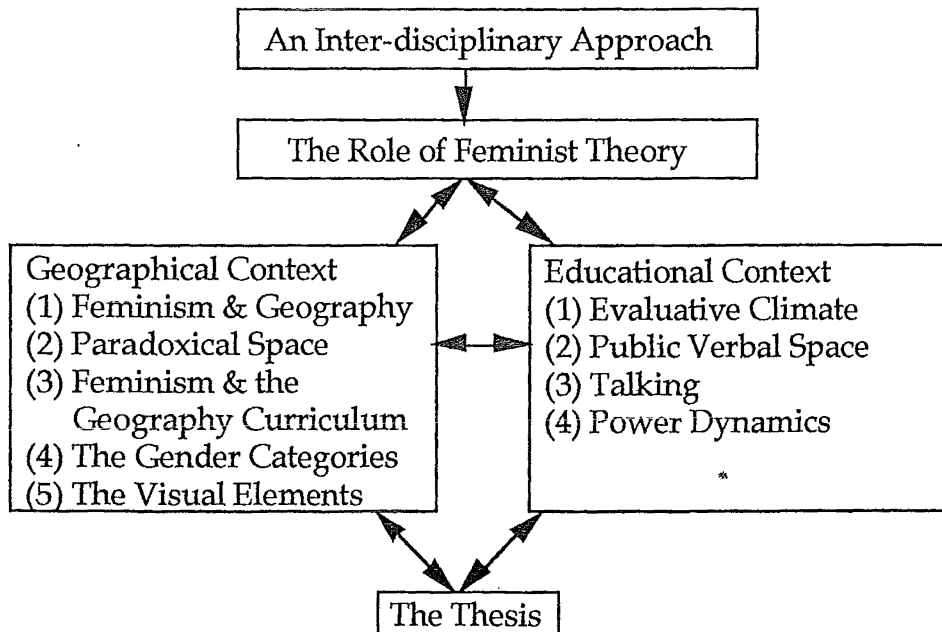 An Inter-disciplinary Approach
The Role of Feminist Theory
Geographical Context
(1) Feminism & Geography
(2) Paradoxical Space
(3) Feminism & the
Geography Curriculum
(4) The Gender Categories
(5) The Visual Elements
Educational Context
(1) Evaluative Climate
(2) Public Verbal Space
(3) Talking
(4) Power Dynamics
The Thesis